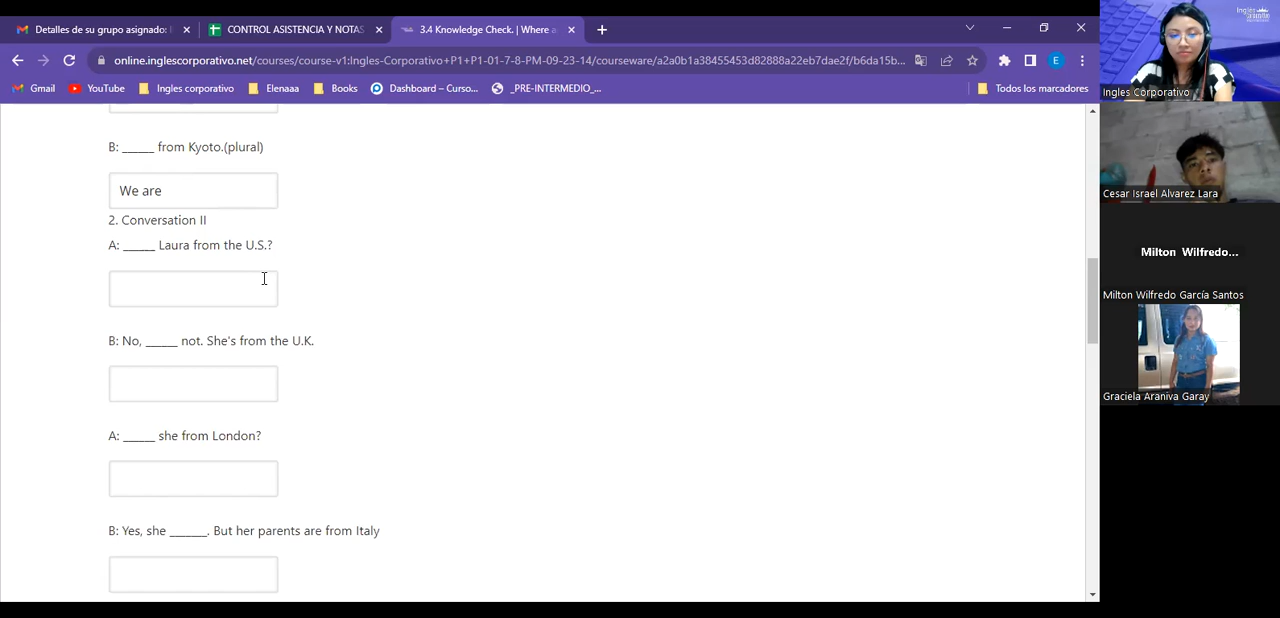 Detalles de su grupo asignado: I
CONTROL ASISTENCIA Y NOTAS
3.4 Knowledge Check. | Where a
online.inglescorporativo.net/courses/course-v1:Ingles-Corporativo+P1+P1-01-7-8-PM-09-23-14/courseware/a2a0b1a38455453d82888a22eb7dae2f/b6da15b...
E
Gmail
YouTube
Ingles corporativo
Elenaaa
Books
Dashboard – Curso...
_PRE-INTERMEDIO_...
Todos los marcadores
B: _____ from Kyoto.(plural)
We are
2. Conversation II
A: _____ Laura from the U.S.?
B: No, _____ not. She's from the U.K.
A: _____ she from London?
B: Yes, she ______. But her parents are from Italy
Ingles
Ingles Corporativo
Cesar Israel Alvarez Lara
Milton Wilfredo...
Milton Wilfredo García Santos
Graciela Araniva Garay